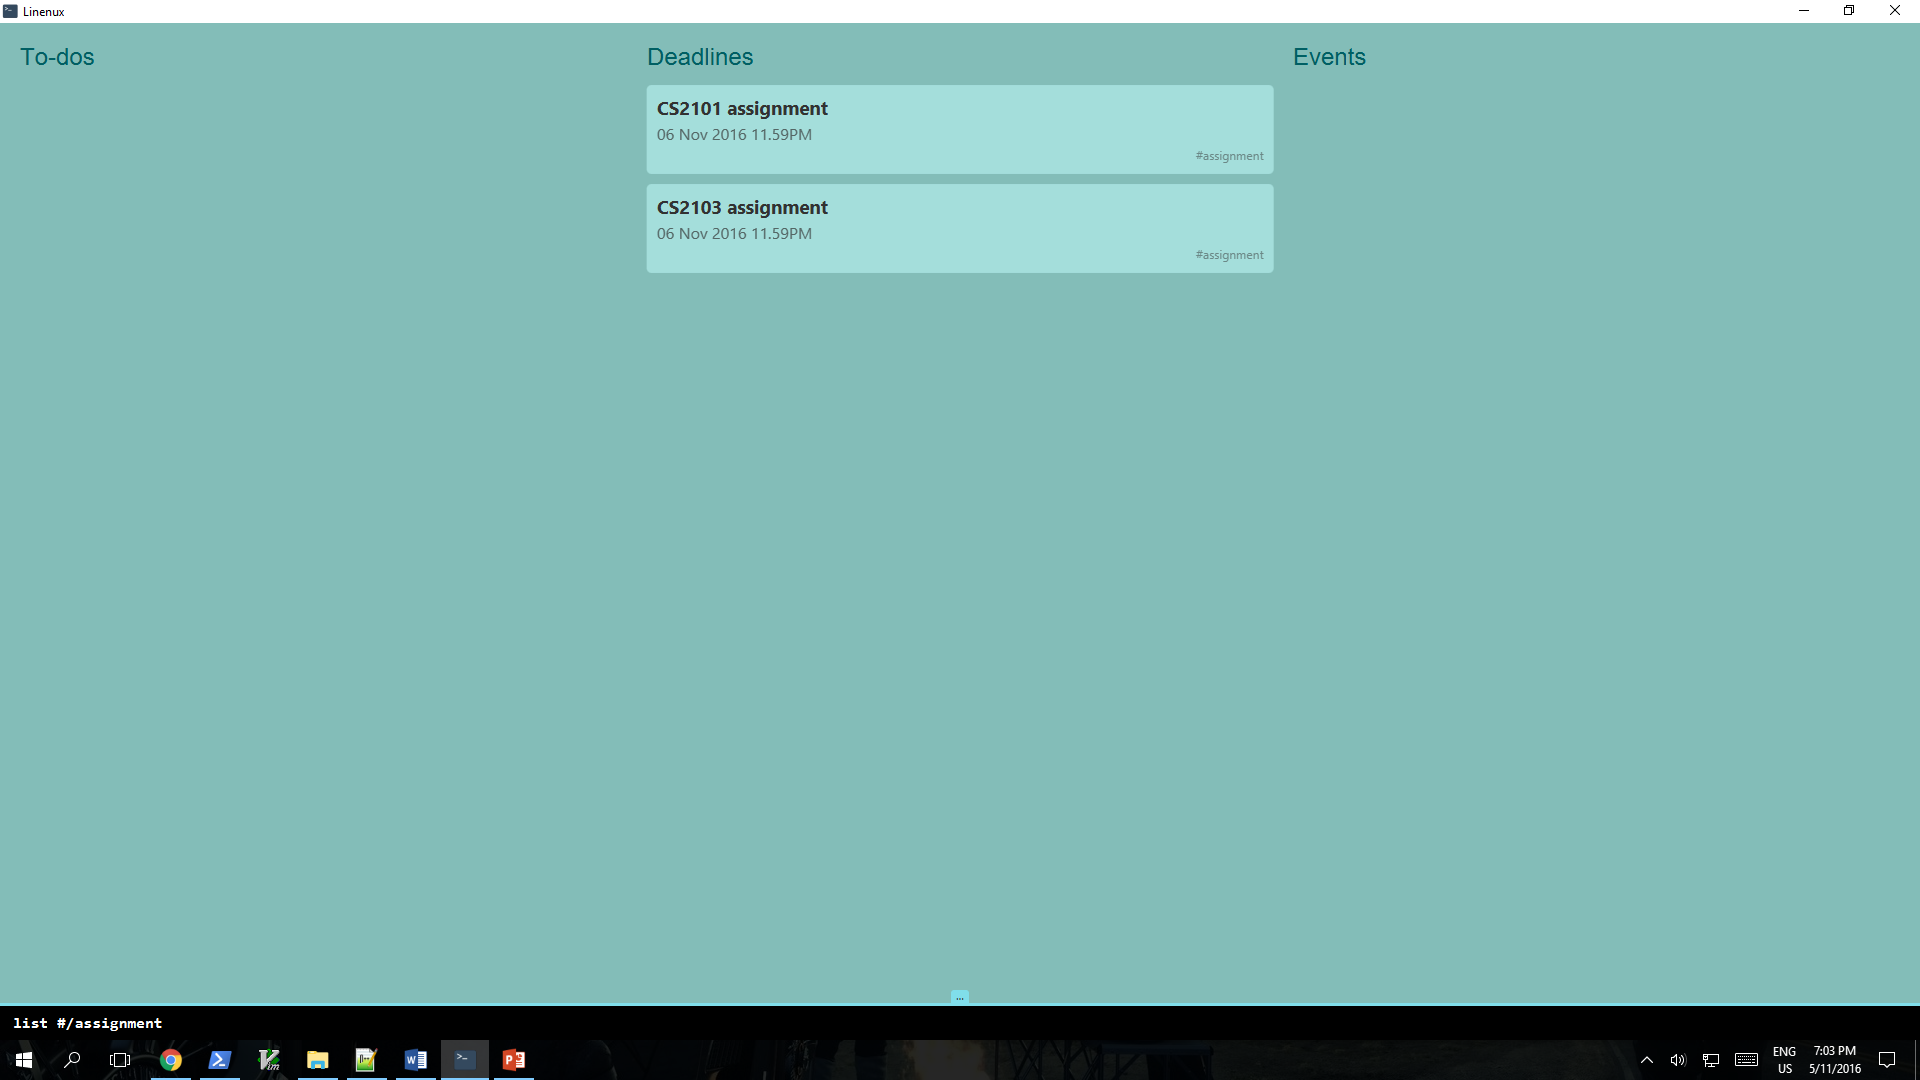 Linenux
To-dos
Deadlines
Events
CS2101 assignment
06 Nov 2016 11.59PM
#assignment
CS2103 assignment
06 Nov 2016 11.59PM
#assignment
...
list #/assignment
ENG
US
7:03 PM
5/11/2016